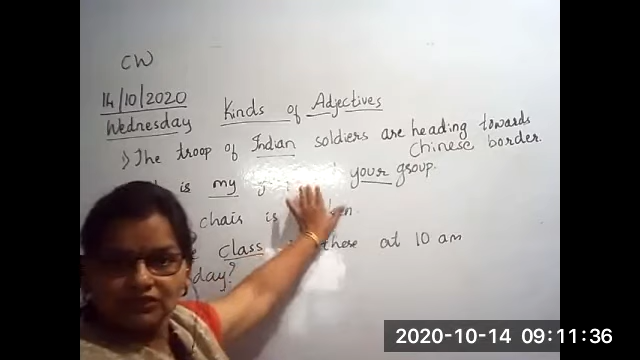 CW
14/10/2020
Wednesday
Kinds of Adjectives
1) The troop of Indian soldiers are heading towards
Chinese border.
is my your group.
chair is
class there at 10 am
day?
2020-10-14 09:11:36